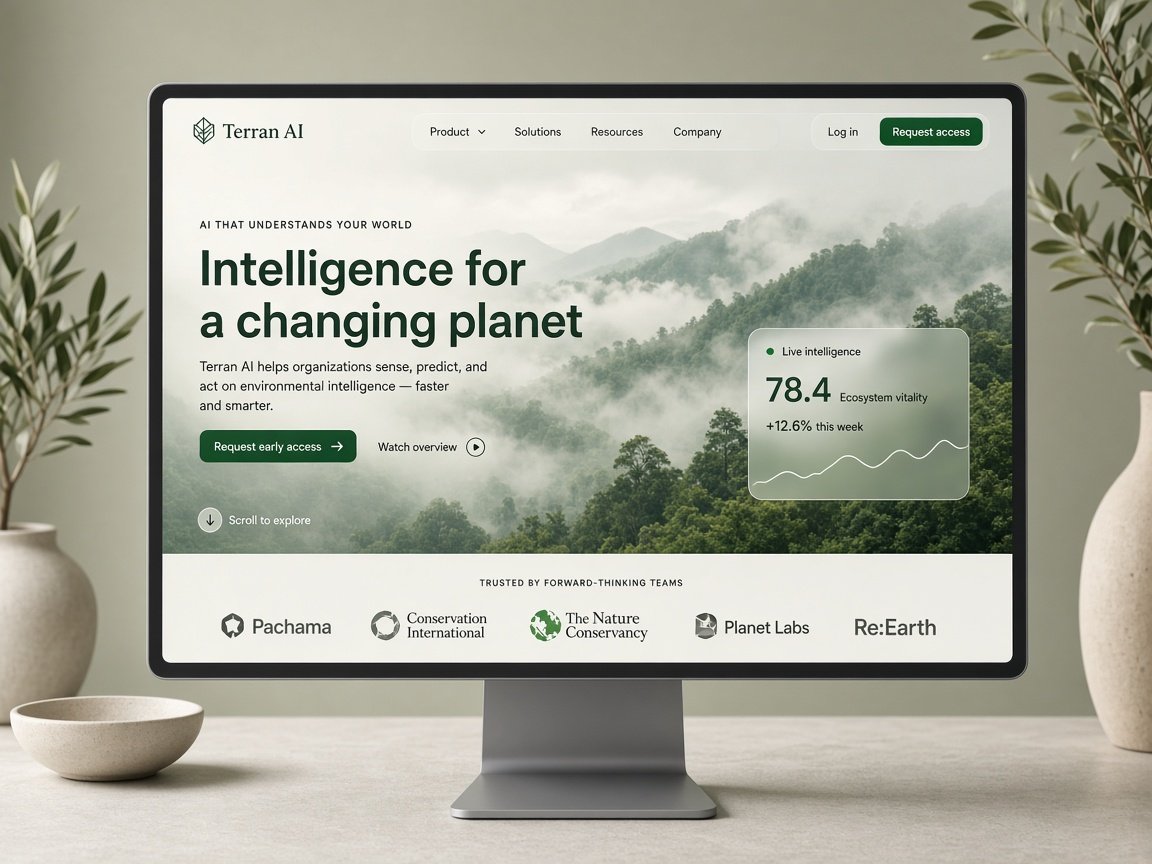 Terran AI
Product
Solutions
Resources
Company
Log in
Request access
AI THAT UNDERSTANDS YOUR WORLD
Intelligence for
a changing planet
Terran AI helps organizations sense, predict, and
act on environmental intelligence — faster
and smarter.
Request early access
Watch overview
Scroll to explore
Live intelligence
78.4 Ecosystem vitality
+12.6% this week
TRUSTED BY FORWARD-THINKING TEAMS
Pachama
Conservation
International
The Nature
Conservancy
Planet Labs
Re:Earth